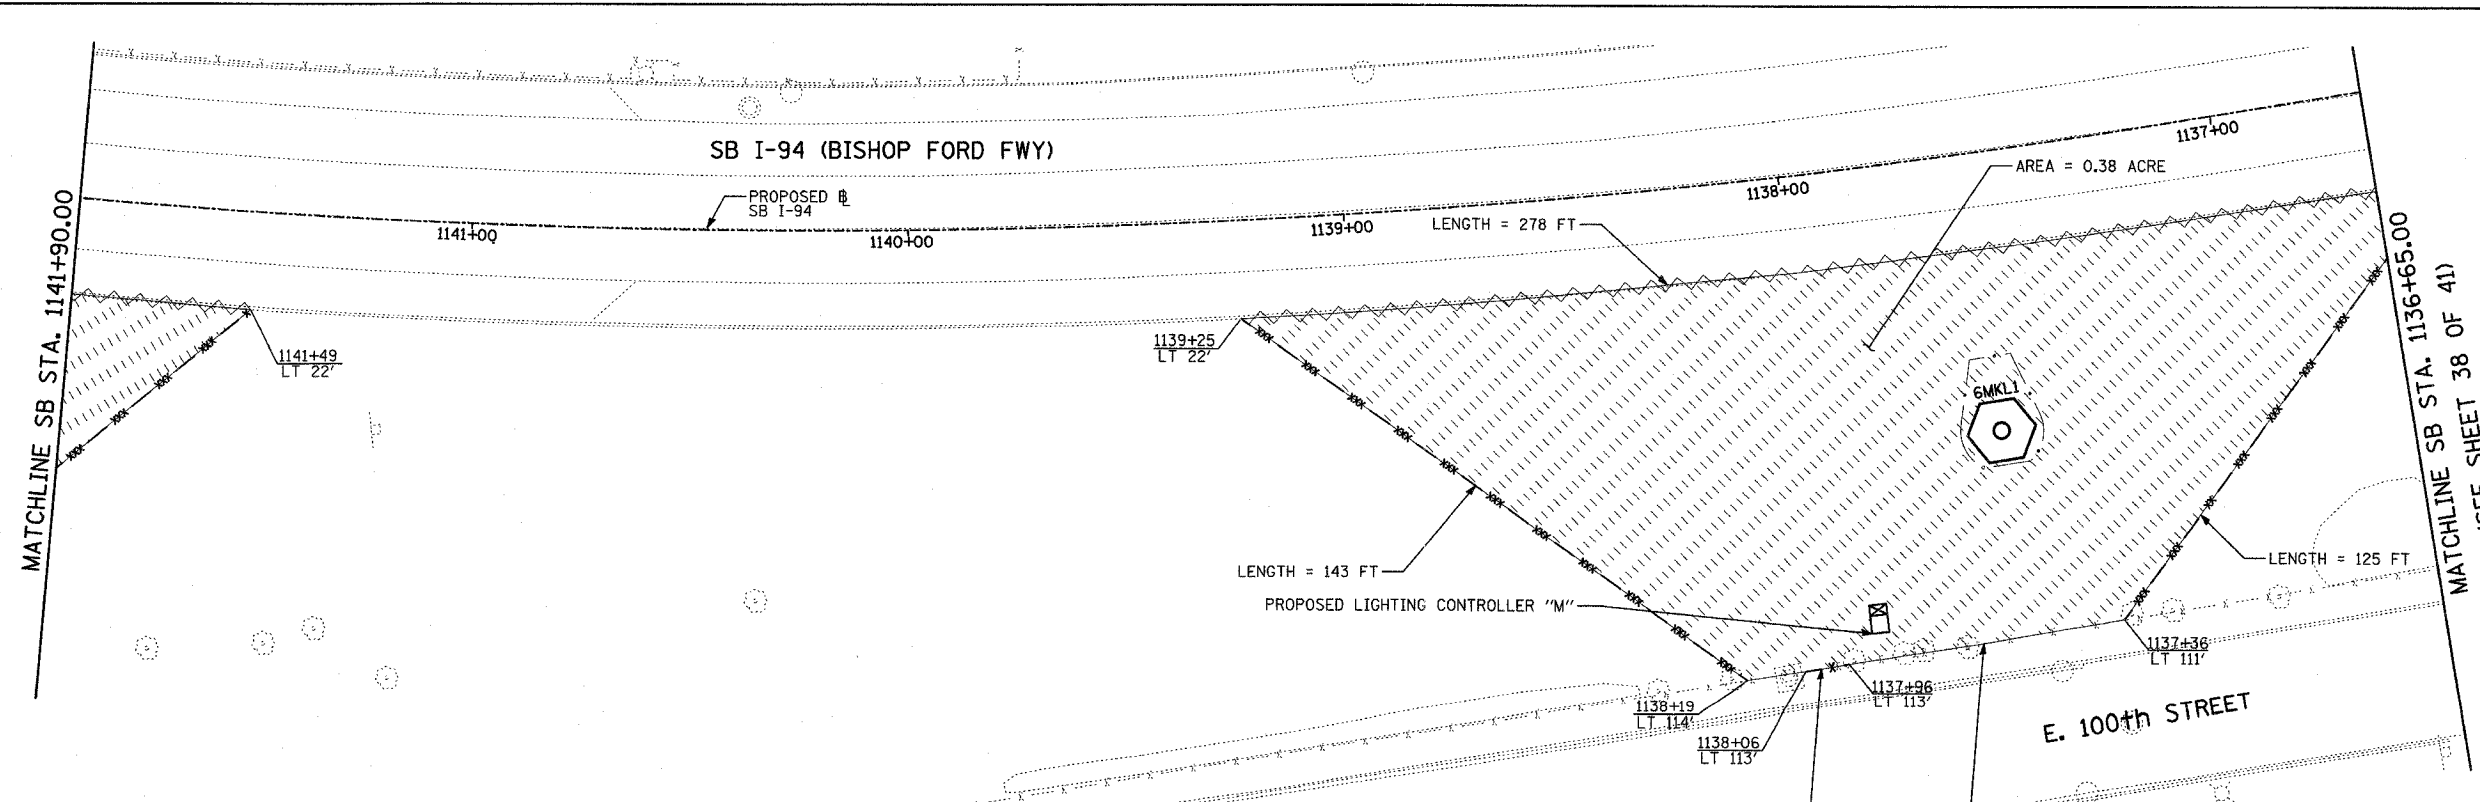 SB I-94 (BISHOP FORD FWY)
PROPOSED B
SB I-94
1141+00
1140+00
1139+00
1138+00
1137+00
AREA = 0.38 ACRE
LENGTH = 278 FT
MATCHLINE SB STA. 1141+90.00
1141+49
LT 22'
1139+25
LT 22'
6MKL1
MATCHLINE SB STA. 1136+65.00
(SEE SHEET 38 OF 41)
LENGTH = 143 FT
PROPOSED LIGHTING CONTROLLER "M"
LENGTH = 125 FT
1137+36
LT 111'
1137+96
LT 113'
1138+19
LT 114'
1138+06
LT 113'
E. 100th STREET